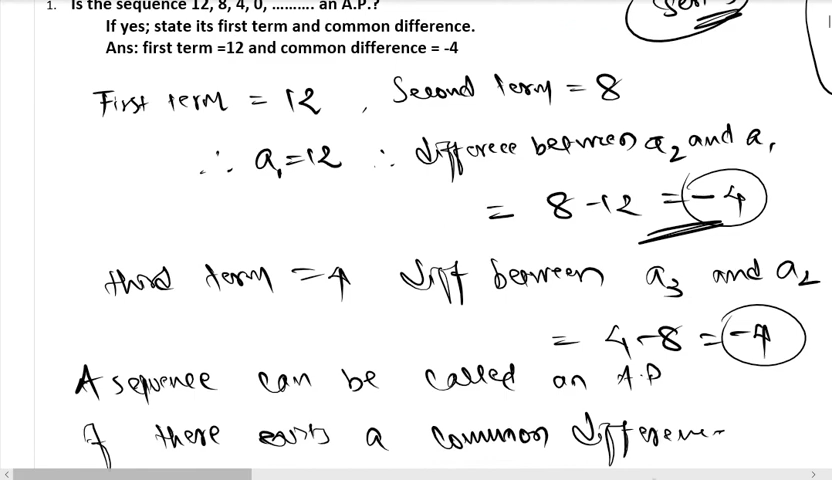 1. Is the sequence 12, 8, 4, 0, .......... an A.P.?
If yes; state its first term and common difference.
Ans: first term =12 and common difference = -4
First term = 12 , Second term = 8
∴ a₁ = 12 ∴ difference between a₂ and a₁
= 8 - 12 = -4
third term = 4 diff between a₃ and a₂
= 4 - 8 = -4
A sequence can be called an A.P
if there exists a common difference